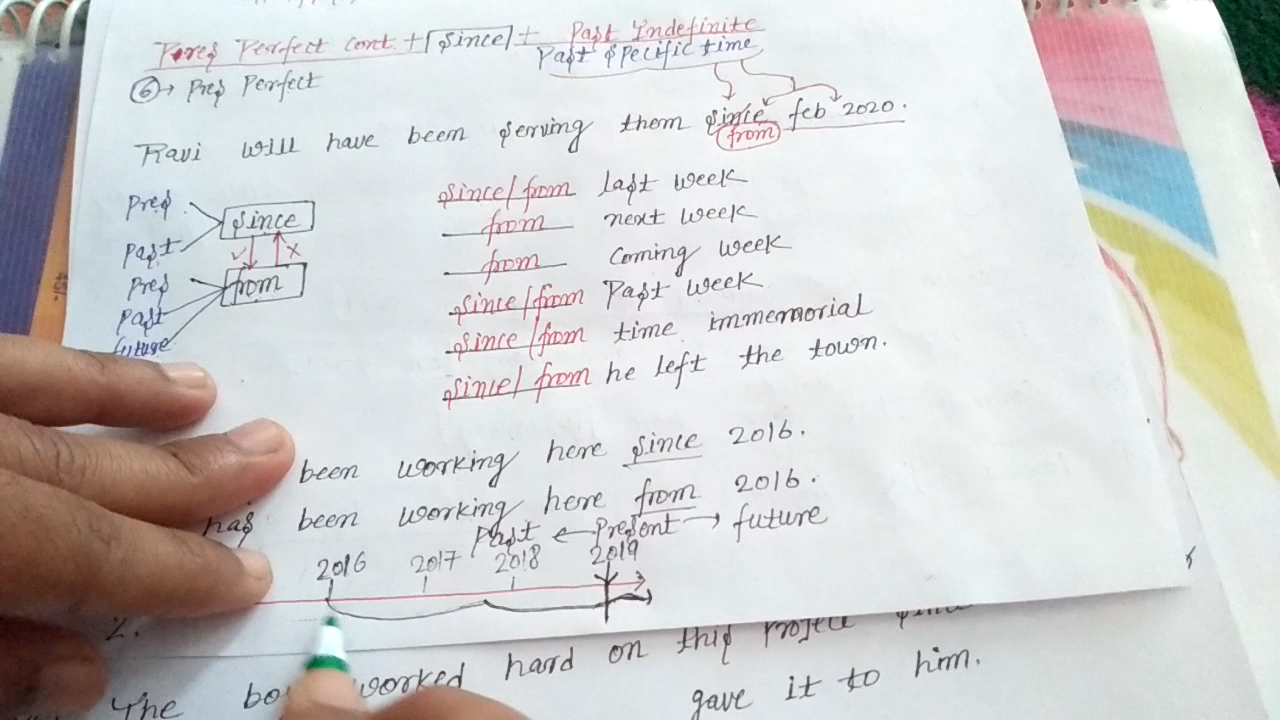 Pres Perfect cont + since + Past Indefinite
Past specific time
6 → Pres Perfect
Ravi will have been serving them since feb 2020.
from
Pres
Past
since
Pres
Past
future
from
✓ ×
since/from last week
from next week
from coming week
since/from Past week
since/from time immemorial
since/from he left the town.
been working here since 2016.
has been working here from 2016.
Past ← Present → future
2016 2017 2018 2019
2.
worked hard on this project since
The gave it to him.